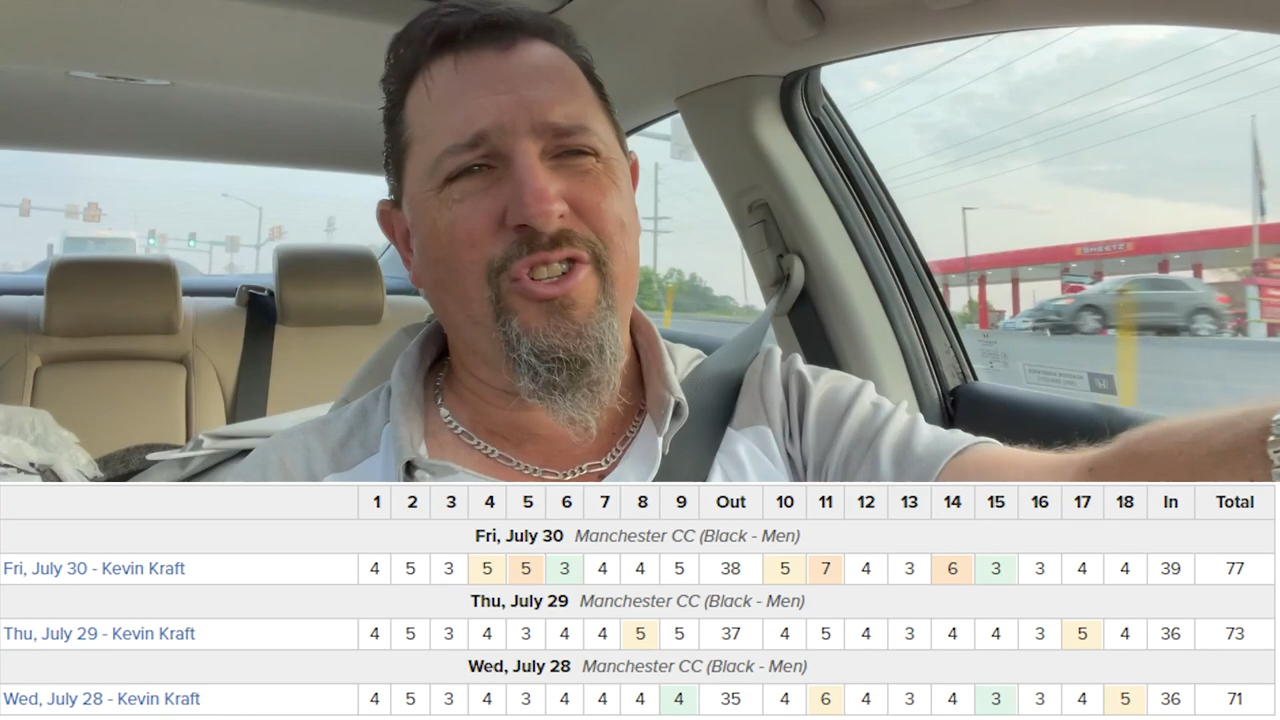 SHEETZ
1 2 3 4 5 6 7 8 9 Out 10 11 12 13 14 15 16 17 18 In Total
Fri, July 30 Manchester CC (Black - Men)
Fri, July 30 - Kevin Kraft 4 5 3 5 5 3 4 4 5 38 5 7 4 3 6 3 3 4 4 39 77
Thu, July 29 Manchester CC (Black - Men)
Thu, July 29 - Kevin Kraft 4 5 3 4 3 4 4 5 5 37 4 5 4 3 4 4 3 5 4 36 73
Wed, July 28 Manchester CC (Black - Men)
Wed, July 28 - Kevin Kraft 4 5 3 4 3 4 4 4 4 35 4 6 4 3 4 3 3 4 5 36 71